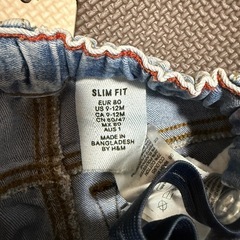 SLIM FIT
EUR 80
US 9-12M
CA 9-12M
CN 80/47
MX 80
AUS 1
MADE IN
BANGLADESH
BY H&M